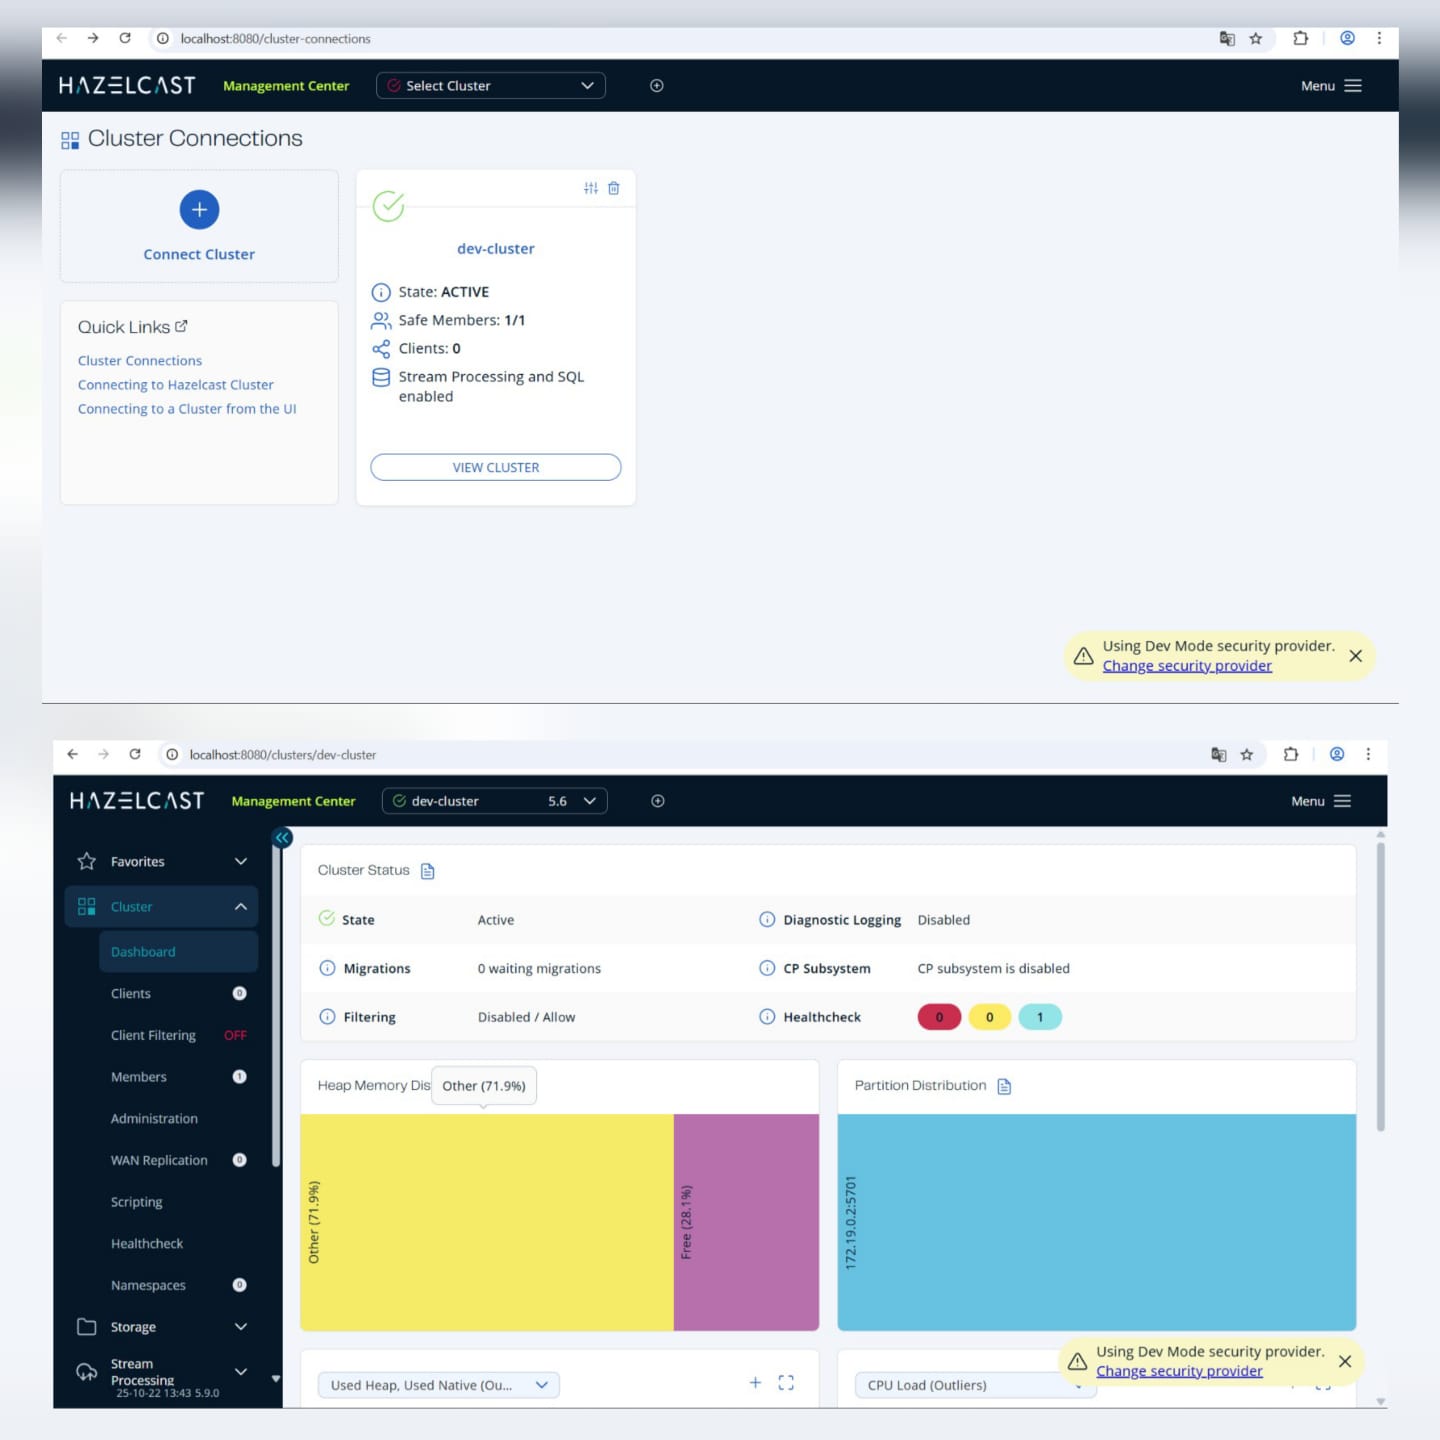 localhost:8080/cluster-connections
HAZELCAST Management Center Select Cluster Menu
Cluster Connections
Connect Cluster
Quick Links
Cluster Connections
Connecting to Hazelcast Cluster
Connecting to a Cluster from the UI
dev-cluster
State: ACTIVE
Safe Members: 1/1
Clients: 0
Stream Processing and SQL
enabled
VIEW CLUSTER
Using Dev Mode security provider.
Change security provider
localhost:8080/clusters/dev-cluster
HAZELCAST Management Center dev-cluster 5.6 Menu
Favorites
Cluster
Dashboard
Clients 0
Client Filtering OFF
Members 1
Administration
WAN Replication 0
Scripting
Healthcheck
Namespaces 0
Storage
Stream
Processing
25-10-22 13:43 5.9.0
Cluster Status
State Active Diagnostic Logging Disabled
Migrations 0 waiting migrations CP Subsystem CP subsystem is disabled
Filtering Disabled / Allow Healthcheck 0 0 1
Heap Memory Dis
Other (71.9%)
Other (71.9%)
Free (28.1%)
Partition Distribution
172.19.0.2:5701
Used Heap, Used Native (Ou...
CPU Load (Outliers)
Using Dev Mode security provider.
Change security provider